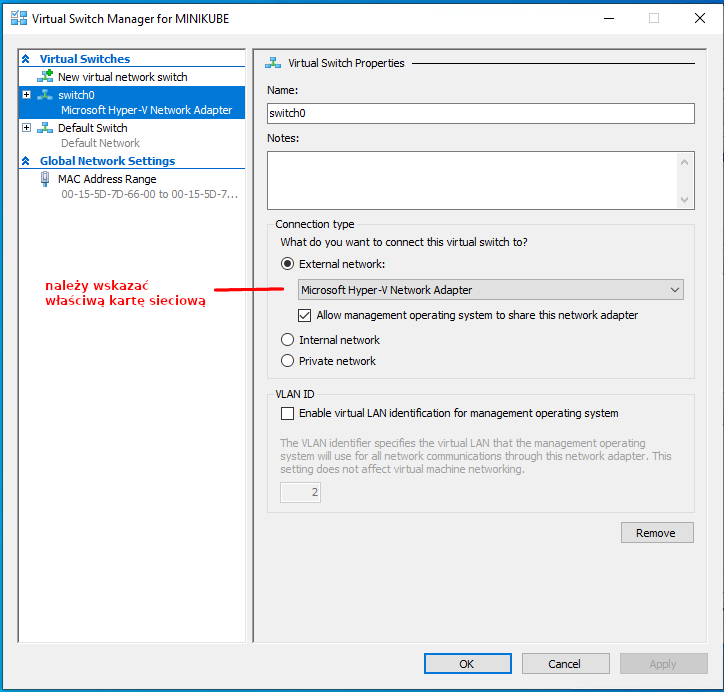 Virtual Switch Manager for MINIKUBE
Virtual Switches
New virtual network switch
switch0
Microsoft Hyper-V Network Adapter
Default Switch
Default Network
Global Network Settings
MAC Address Range
00-15-5D-7D-66-00 to 00-15-5D-7...
należy wskazać
właściwą kartę sieciową
Virtual Switch Properties
Name:
switch0
Notes:
Connection type
What do you want to connect this virtual switch to?
External network:
Microsoft Hyper-V Network Adapter
Allow management operating system to share this network adapter
Internal network
Private network
VLAN ID
Enable virtual LAN identification for management operating system
The VLAN identifier specifies the virtual LAN that the management operating
system will use for all network communications through this network adapter. This
setting does not affect virtual machine networking.
2
Remove
OK
Cancel
Apply